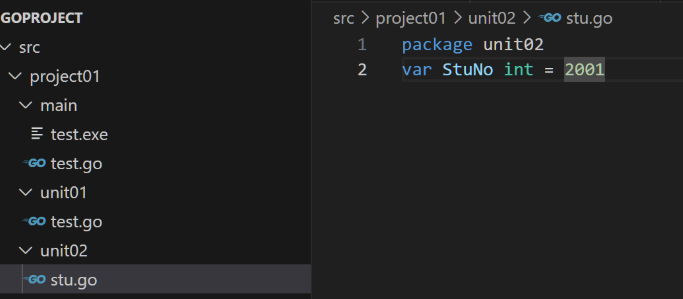 GOPROJECT
src
project01
main
test.exe
GO test.go
unit01
GO test.go
unit02
GO stu.go
src > project01 > unit02 > GO stu.go
1 package unit02
2 var StuNo int = 2001